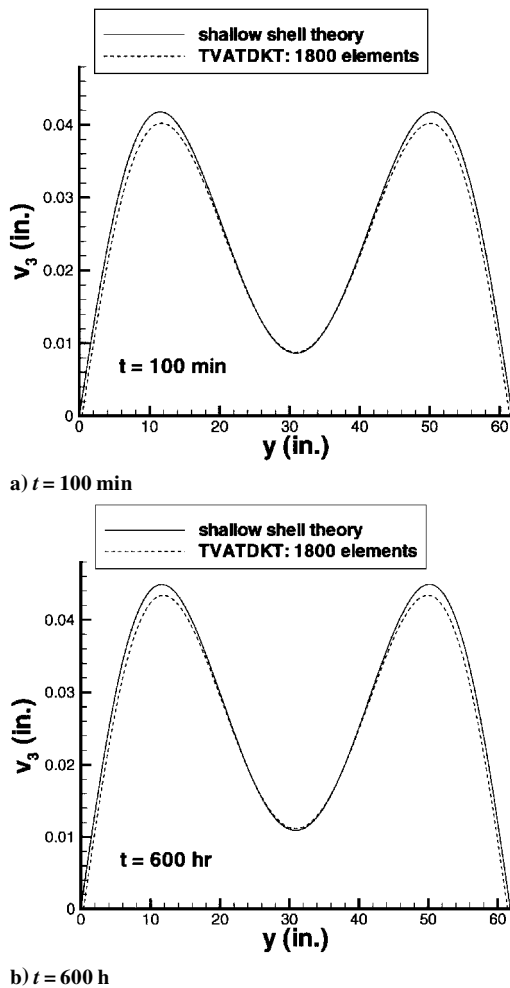 shallow shell theory
TVATDKT: 1800 elements
0.04
0.03
0.02
0.01
0
v3 (in.)
t = 100 min
0 10 20 30 40 50 60
y (in.)
a) t = 100 min
shallow shell theory
TVATDKT: 1800 elements
0.04
0.03
0.02
0.01
0
v3 (in.)
t = 600 hr
0 10 20 30 40 50 60
y (in.)
b) t = 600 h